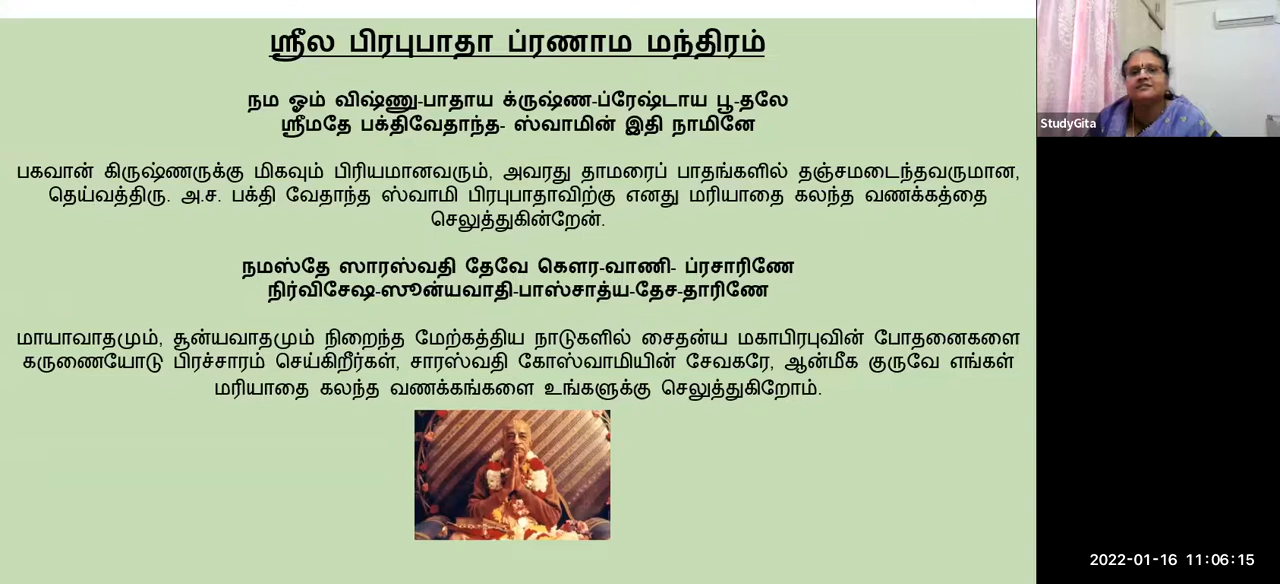 ஸ்ரீல பிரபுபாதா ப்ரணாம மந்திரம்
நம ஓம் விஷ்ணு-பாதாய க்ருஷ்ண-ப்ரேஷ்டாய பூ-தலே
ஸ்ரீமதே பக்திவேதாந்த- ஸ்வாமின் இதி நாமினே
பகவான் கிருஷ்ணருக்கு மிகவும் பிரியமானவரும், அவரது தாமரைப் பாதங்களில் தஞ்சமடைந்தவருமான,
தெய்வத்திரு. அ.ச. பக்தி வேதாந்த ஸ்வாமி பிரபுபாதாவிற்கு எனது மரியாதை கலந்த வணக்கத்தை
செலுத்துகின்றேன்.
நமஸ்தே ஸாரஸ்வதி தேவே கௌர-வாணி- ப்ரசாரிணே
நிர்விசேஷ-ஸூன்யவாதி-பாஸ்சாத்ய-தேச-தாரிணே
மாயாவாதமும், சூன்யவாதமும் நிறைந்த மேற்கத்திய நாடுகளில் சைதன்ய மகாபிரபுவின் போதனைகளை
கருணையோடு பிரச்சாரம் செய்கிறீர்கள், சாரஸ்வதி கோஸ்வாமியின் சேவகரே, ஆன்மீக குருவே எங்கள்
மரியாதை கலந்த வணக்கங்களை உங்களுக்கு செலுத்துகிறோம்.
StudyGita
2022-01-16 11:06:15